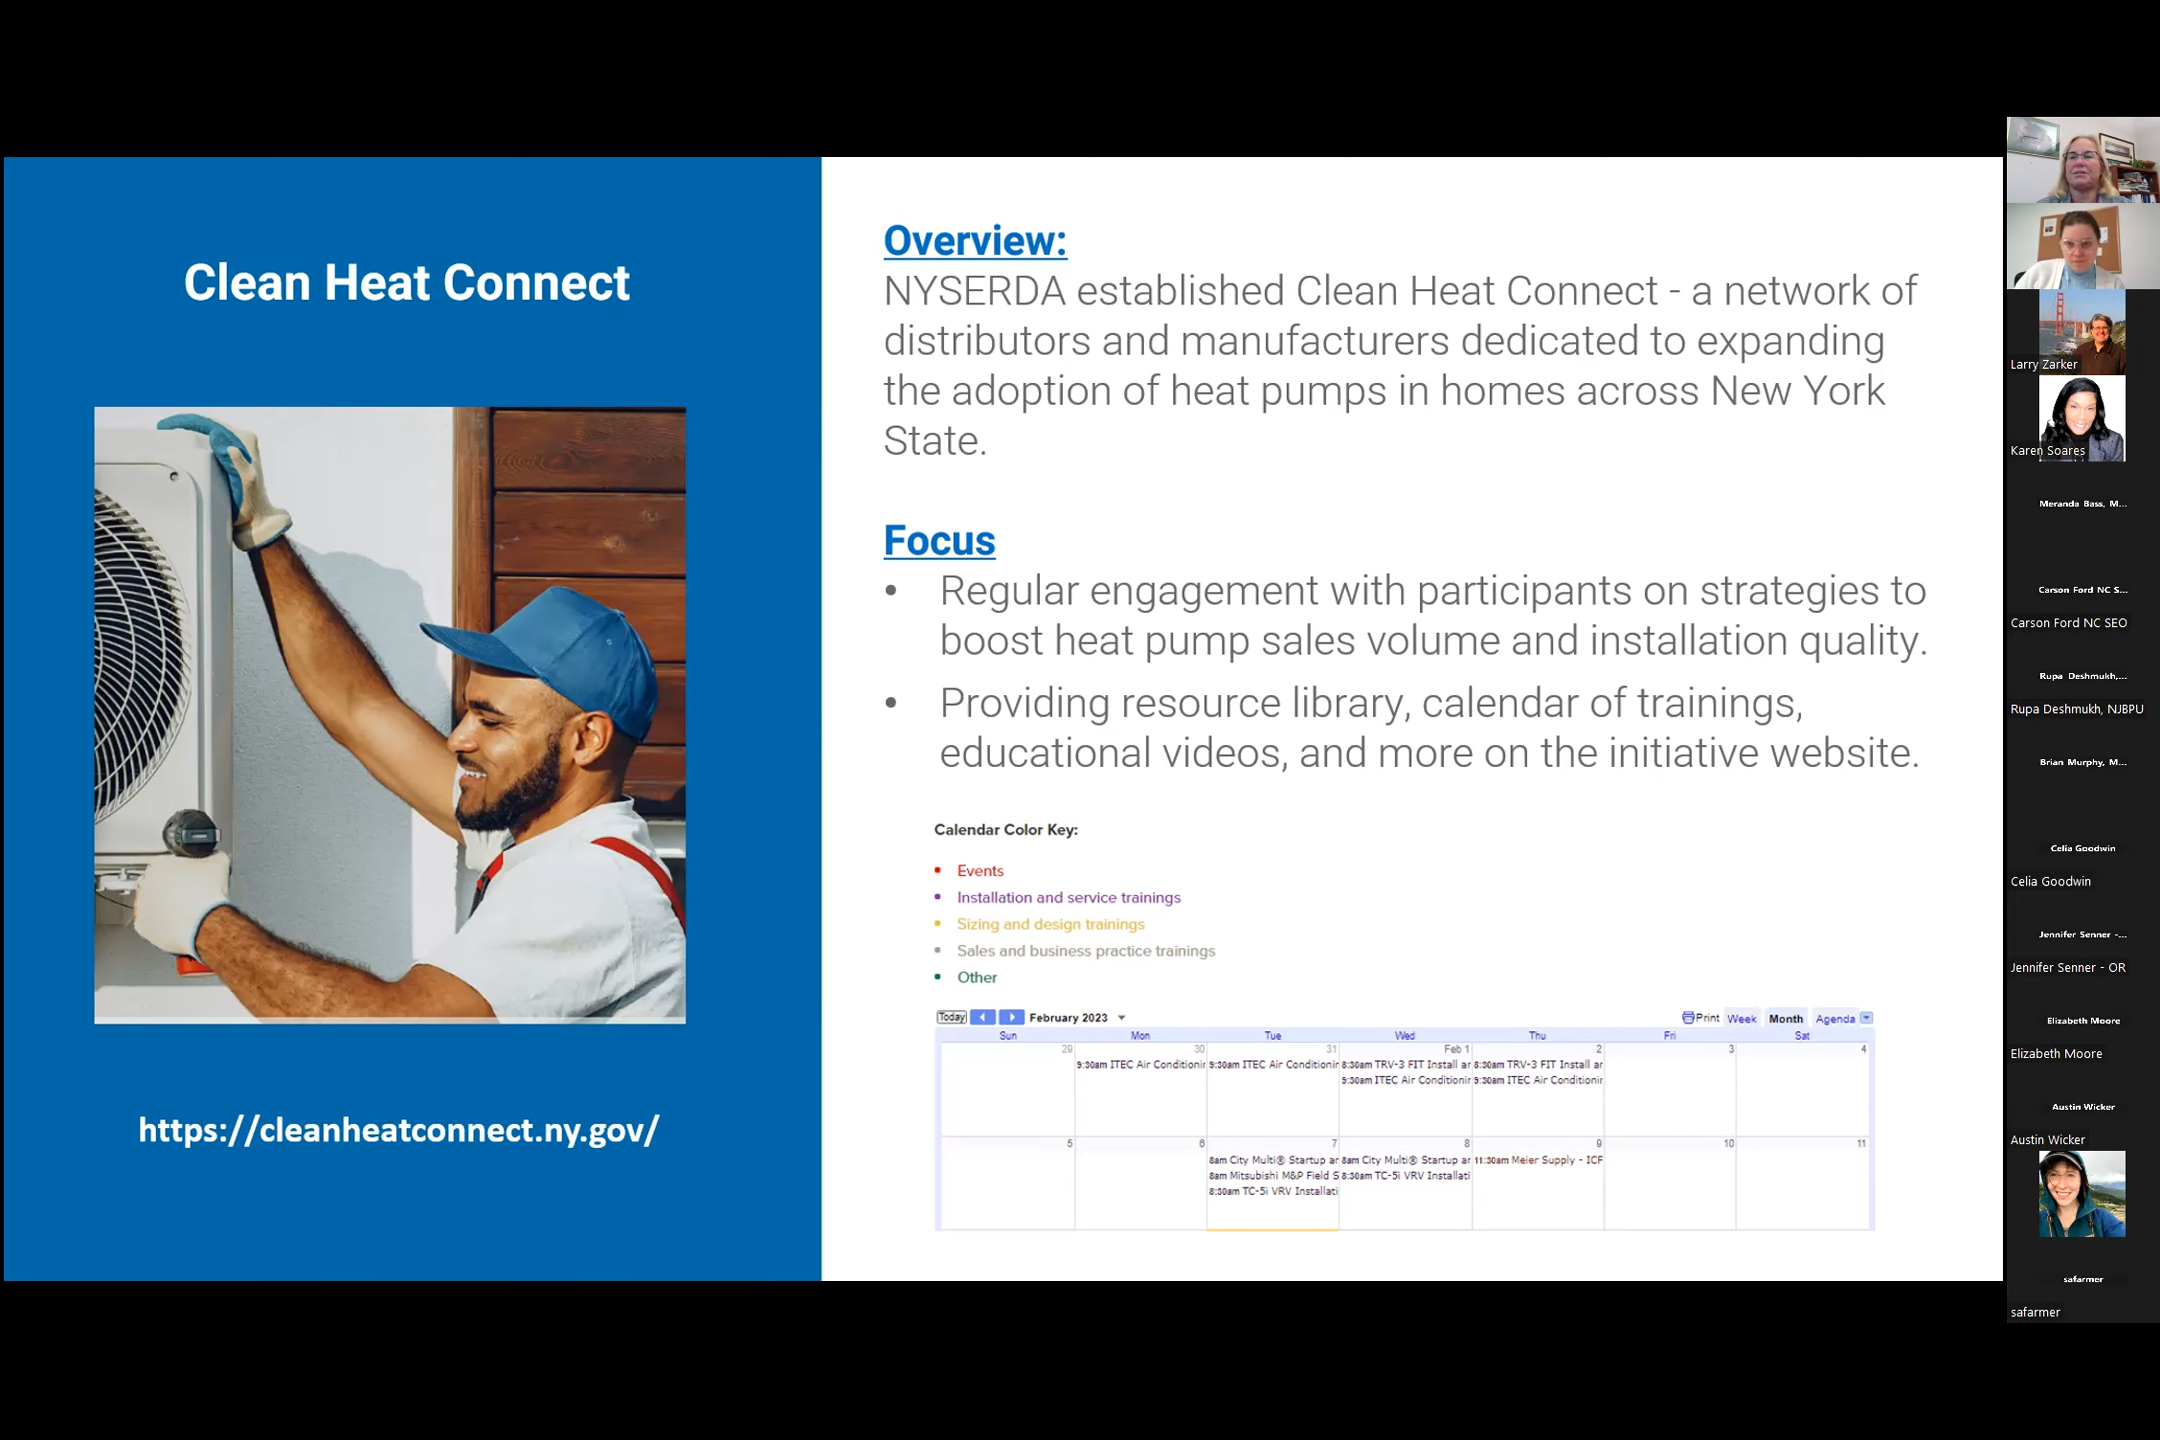 Clean Heat Connect
https://cleanheatconnect.ny.gov/
Overview:
NYSERDA established Clean Heat Connect - a network of
distributors and manufacturers dedicated to expanding
the adoption of heat pumps in homes across New York
State.
Focus
• Regular engagement with participants on strategies to
boost heat pump sales volume and installation quality.
• Providing resource library, calendar of trainings,
educational videos, and more on the initiative website.
Calendar Color Key:
• Events
• Installation and service trainings
• Sizing and design trainings
• Sales and business practice trainings
• Other
Today February 2023 Print Week Month Agenda
Sun Mon Tue Wed Thu Fri Sat
29 30 31 Feb 1 2 3 4
9:30am ITEC Air Conditionir 9:30am ITEC Air Conditionir 8:30am TRV-3 FIT Install ar 8:30am TRV-3 FIT Install ar
9:30am ITEC Air Conditionir 9:30am ITEC Air Conditionir
5 6 7 8 9 10 11
8am City Multi® Startup ar 8am City Multi® Startup ar 11:30am Meier Supply - ICF
8am Mitsubishi M&P Field S 8:30am TC-5i VRV Installati
8:30am TC-5i VRV Installati
Larry Zarker
Karen Soares
Meranda Bass, M...
Carson Ford NC S...
Carson Ford NC SEO
Rupa Deshmukh,...
Rupa Deshmukh, NJBPU
Brian Murphy, M...
Celia Goodwin
Celia Goodwin
Jennifer Senner -...
Jennifer Senner - OR
Elizabeth Moore
Elizabeth Moore
Austin Wicker
Austin Wicker
safarmer
safarmer